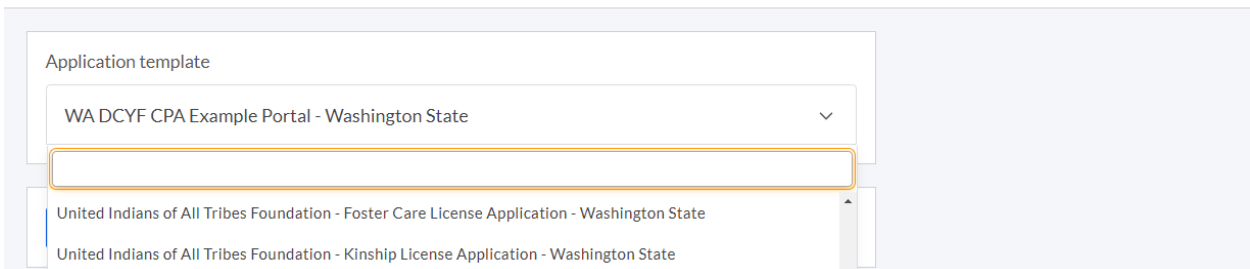 Application template
WA DCYF CPA Example Portal - Washington State
United Indians of All Tribes Foundation - Foster Care License Application - Washington State
United Indians of All Tribes Foundation - Kinship License Application - Washington State